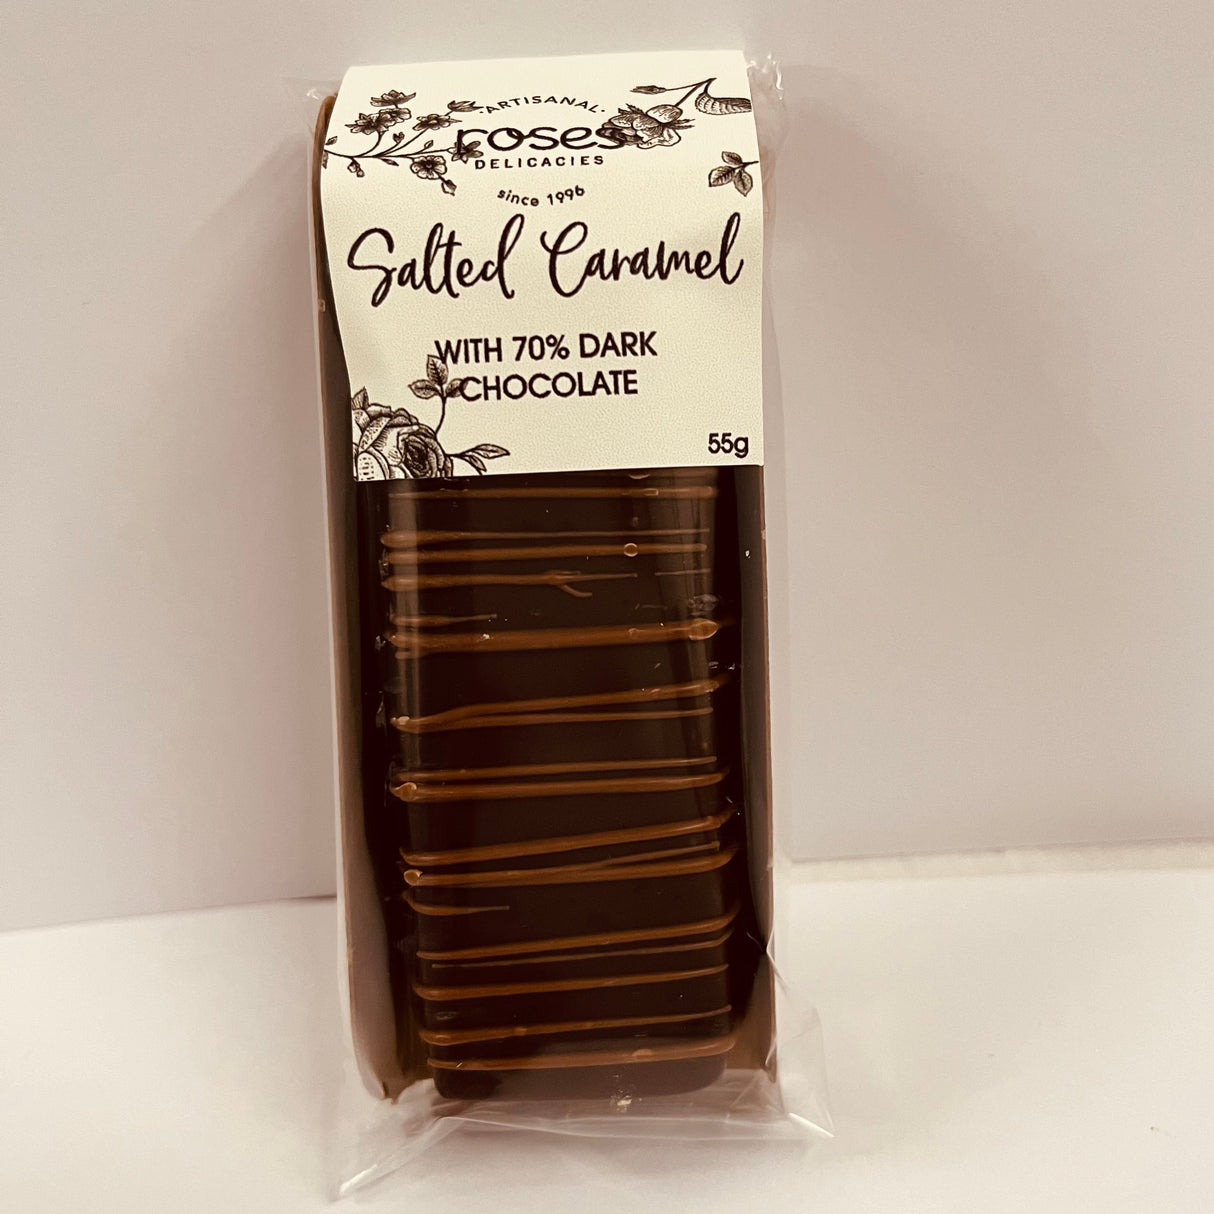 ·ARTISANAL·
roses
DELICACIES
since 1996
Salted Caramel
WITH 70% DARK
CHOCOLATE
55g